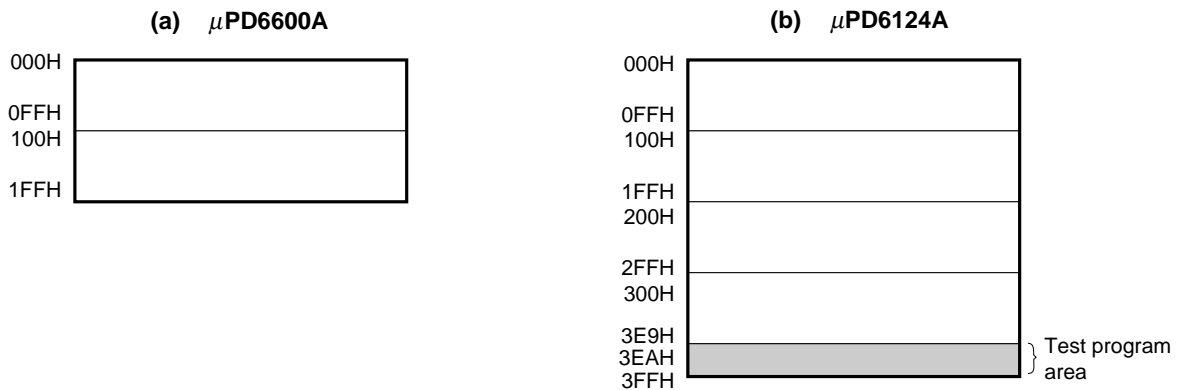 (a) μPD6600A
000H
0FFH
100H
1FFH
(b) μPD6124A
000H
0FFH
100H
1FFH
200H
2FFH
300H
3E9H
3EAH
3FFH
Test program
area